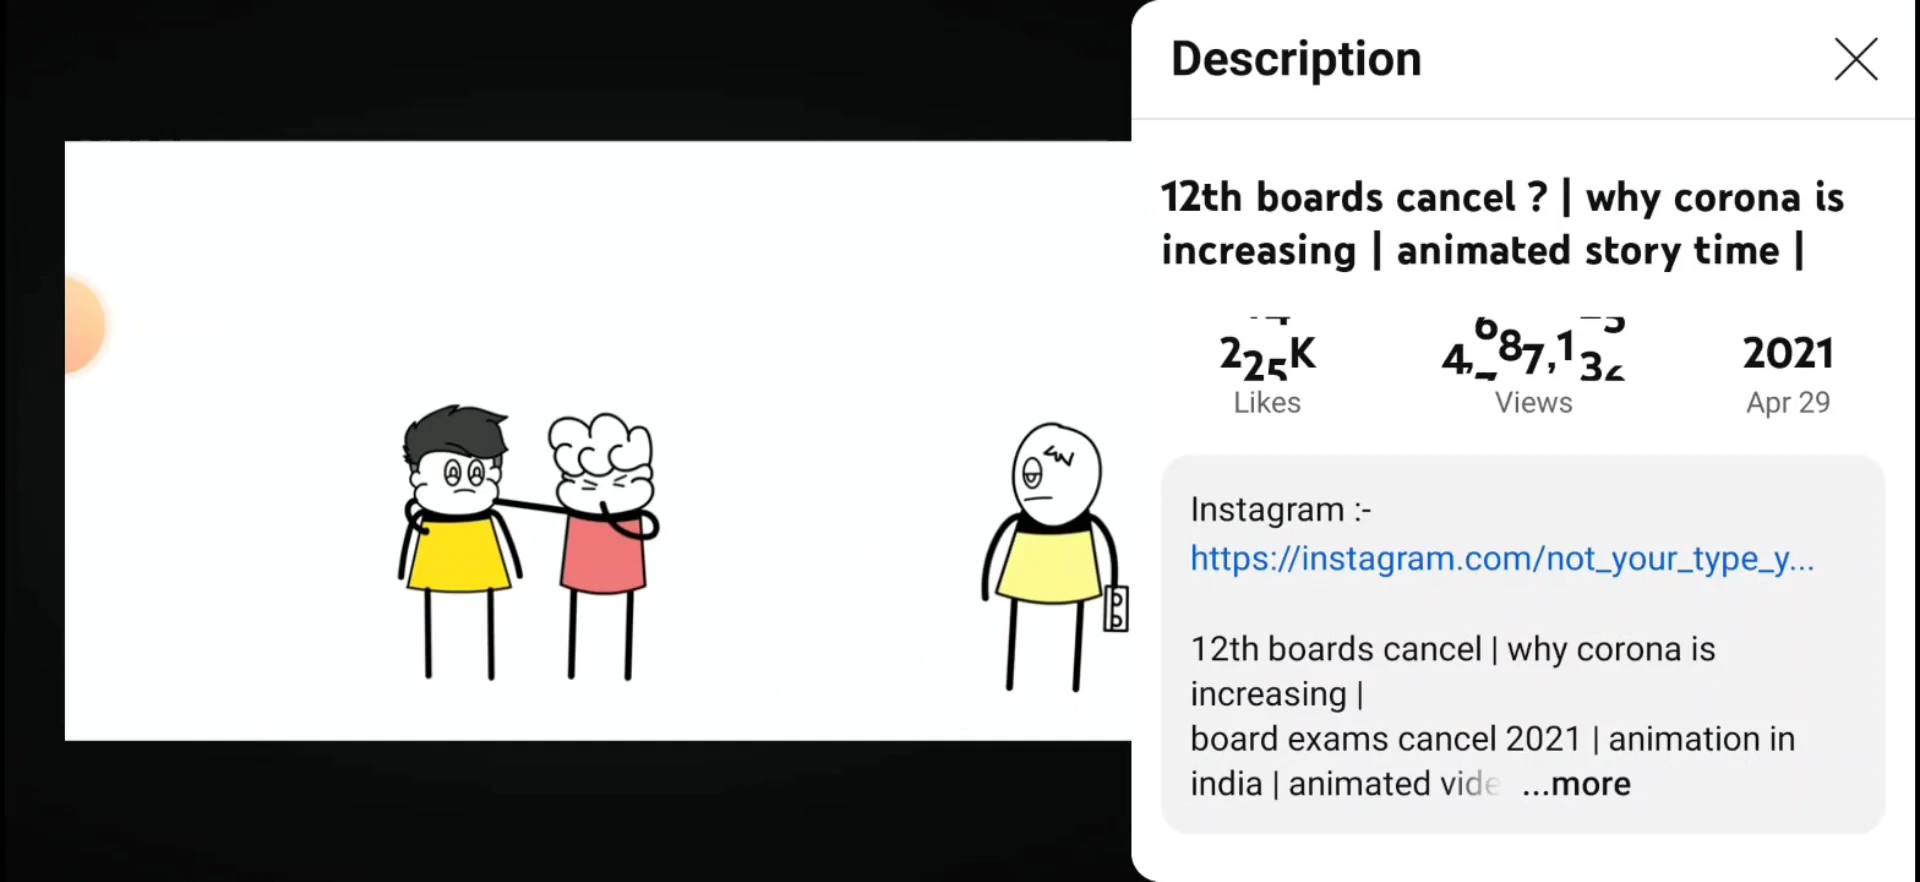 Description
12th boards cancel ? | why corona is
increasing | animated story time |
2021
Likes
Views
Apr 29
Instagram :-
https://instagram.com/not_your_type_y...
12th boards cancel | why corona is
increasing |
board exams cancel 2021 | animation in
india | animated vide ...more